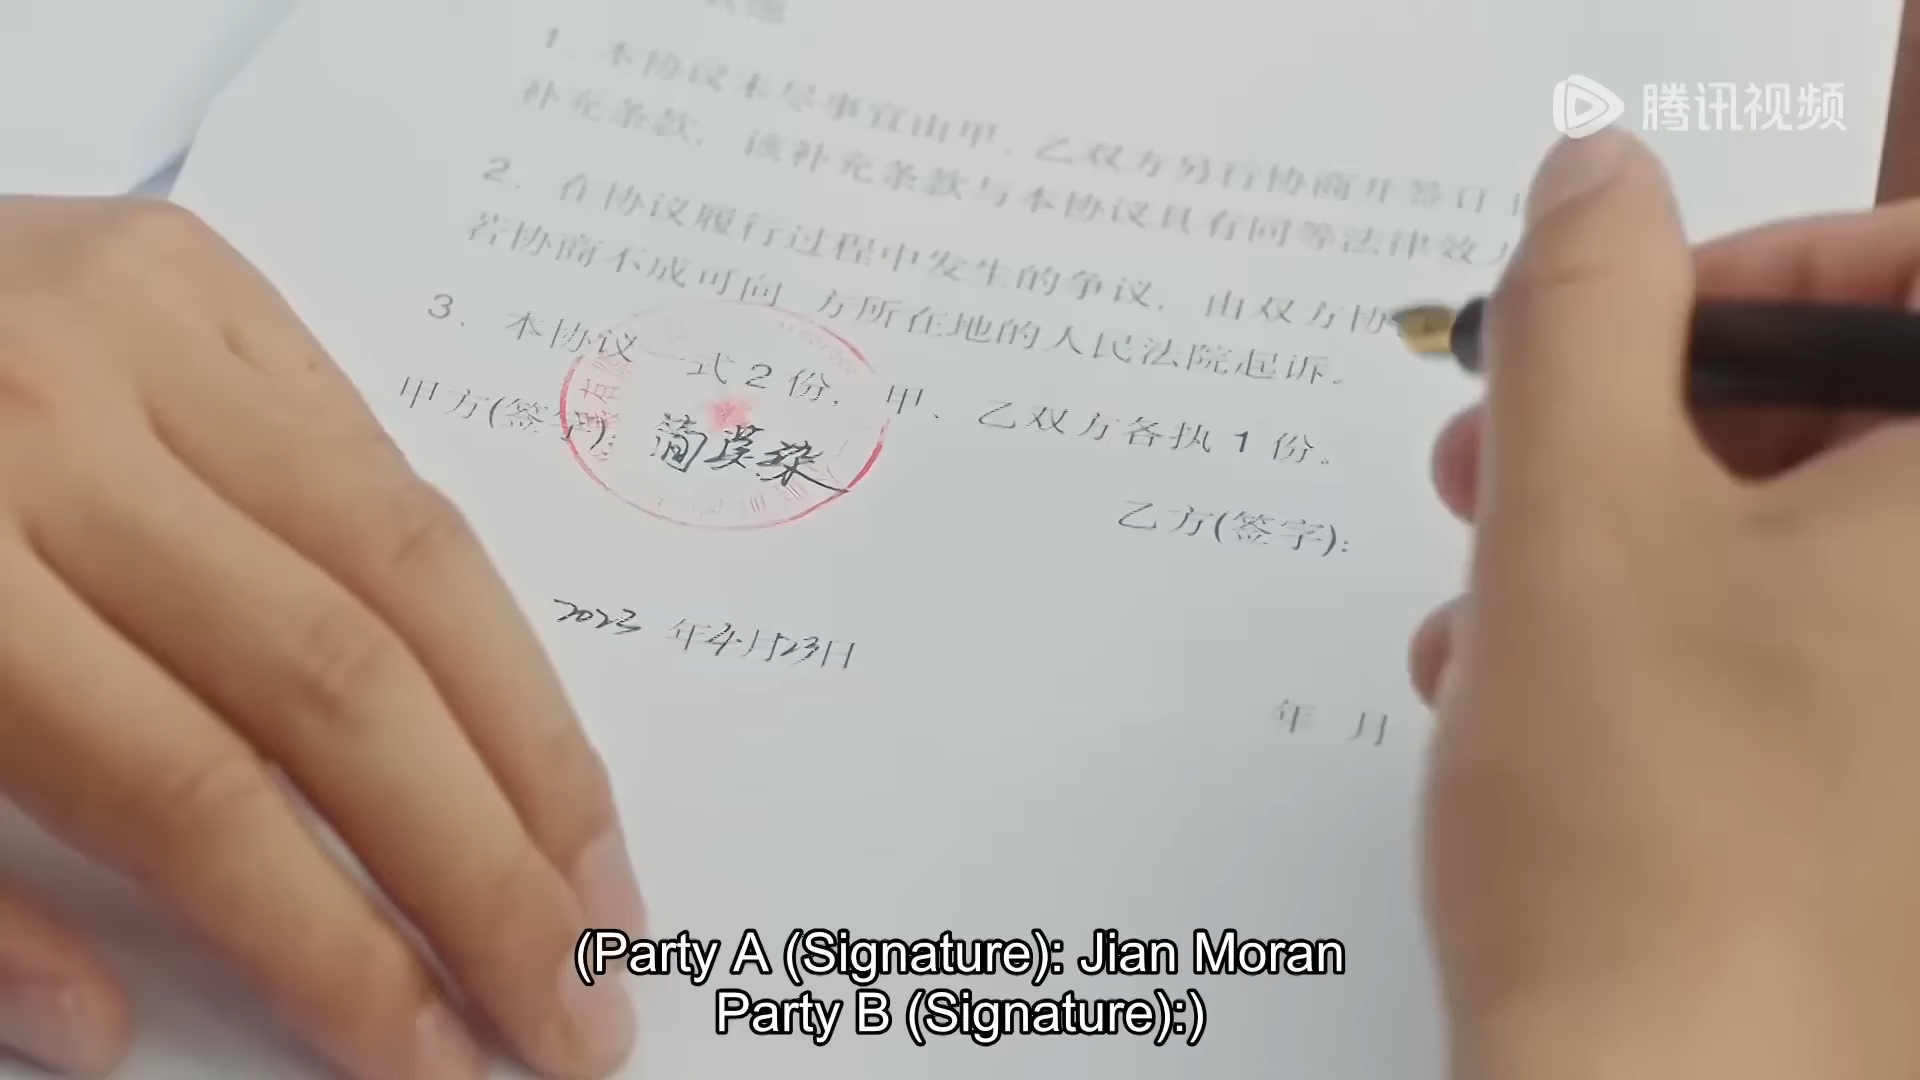 腾讯视频
1. 本协议未尽事宜由甲、乙双方另行协商并签订
补充条款，该补充条款与本协议具有同等法律效力
2. 在协议履行过程中发生的争议，由双方协
若协商不成可向 方所在地的人民法院起诉。
3. 本协议一式2份，甲、乙双方各执1份。
甲方(签字): 简莫染
乙方(签字):
2023 年4月23日
年 月
(Party A (Signature): Jian Moran
Party B (Signature):)